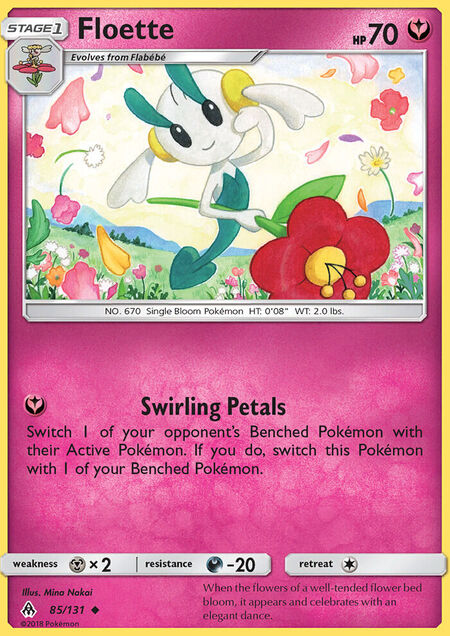 STAGE 1
Floette
HP 70
Evolves from Flabébé
NO. 670 Single Bloom Pokémon HT: 0'08" WT: 2.0 lbs.
Swirling Petals
Switch 1 of your opponent's Benched Pokémon with
their Active Pokémon. If you do, switch this Pokémon
with 1 of your Benched Pokémon.
weakness ×2 resistance -20 retreat
Illus. Mina Nakai
85/131
©2018 Pokémon
When the flowers of a well-tended flower bed
bloom, it appears and celebrates with an
elegant dance.